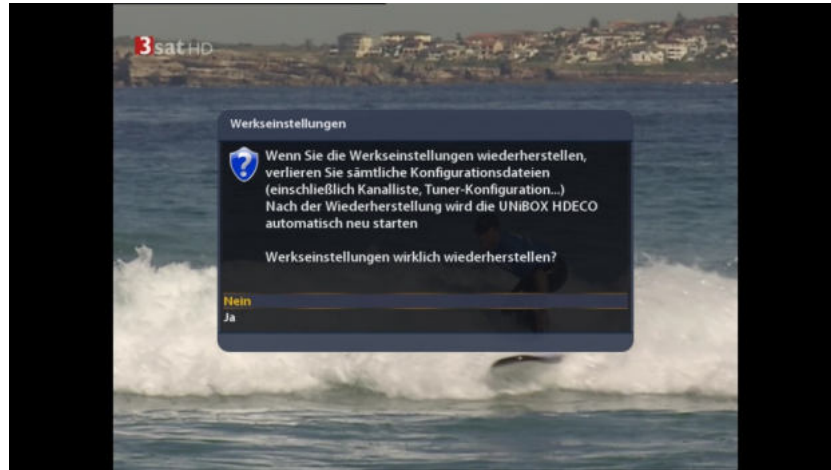 3sat HD
Werkseinstellungen
Wenn Sie die Werkseinstellungen wiederherstellen,
verlieren Sie sämtliche Konfigurationsdateien
(einschließlich Kanalliste, Tuner-Konfiguration...)
Nach der Wiederherstellung wird die UNiBOX HDECO
automatisch neu starten
Werkseinstellungen wirklich wiederherstellen?
Nein
Ja